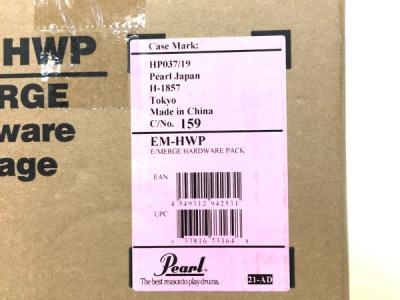 -HWP
ERGE
ware
age
Case Mark:
HP037/19
Pearl Japan
H-1857
Tokyo
Made in China
C/No. 159
EM-HWP
E/MERGE HARDWARE PACK
EAN
4 549312 942531
UPC
6 33816 73164 8
Pearl
The best reason to play drums.
21-AD